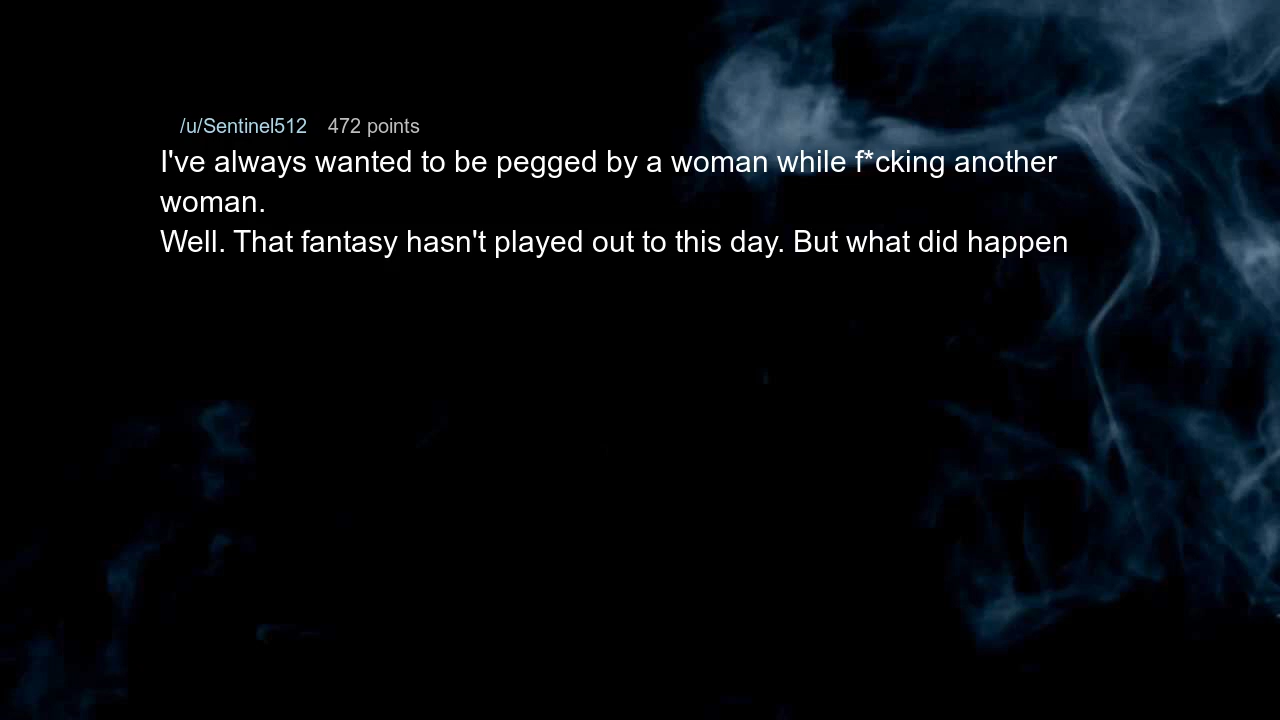 /u/Sentinel512 472 points
I've always wanted to be pegged by a woman while f*cking another
woman.
Well. That fantasy hasn't played out to this day. But what did happen